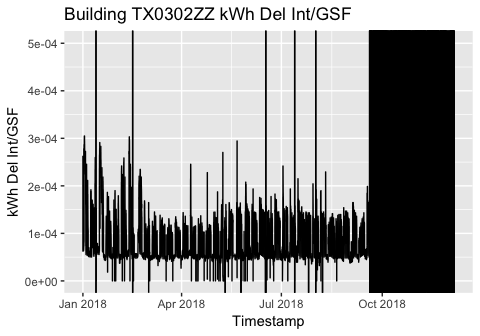 Building TX0302ZZ kWh Del Int/GSF
kWh Del Int/GSF
5e-04
4e-04
3e-04
2e-04
1e-04
0e+00
Jan 2018
Apr 2018
Jul 2018
Oct 2018
Timestamp